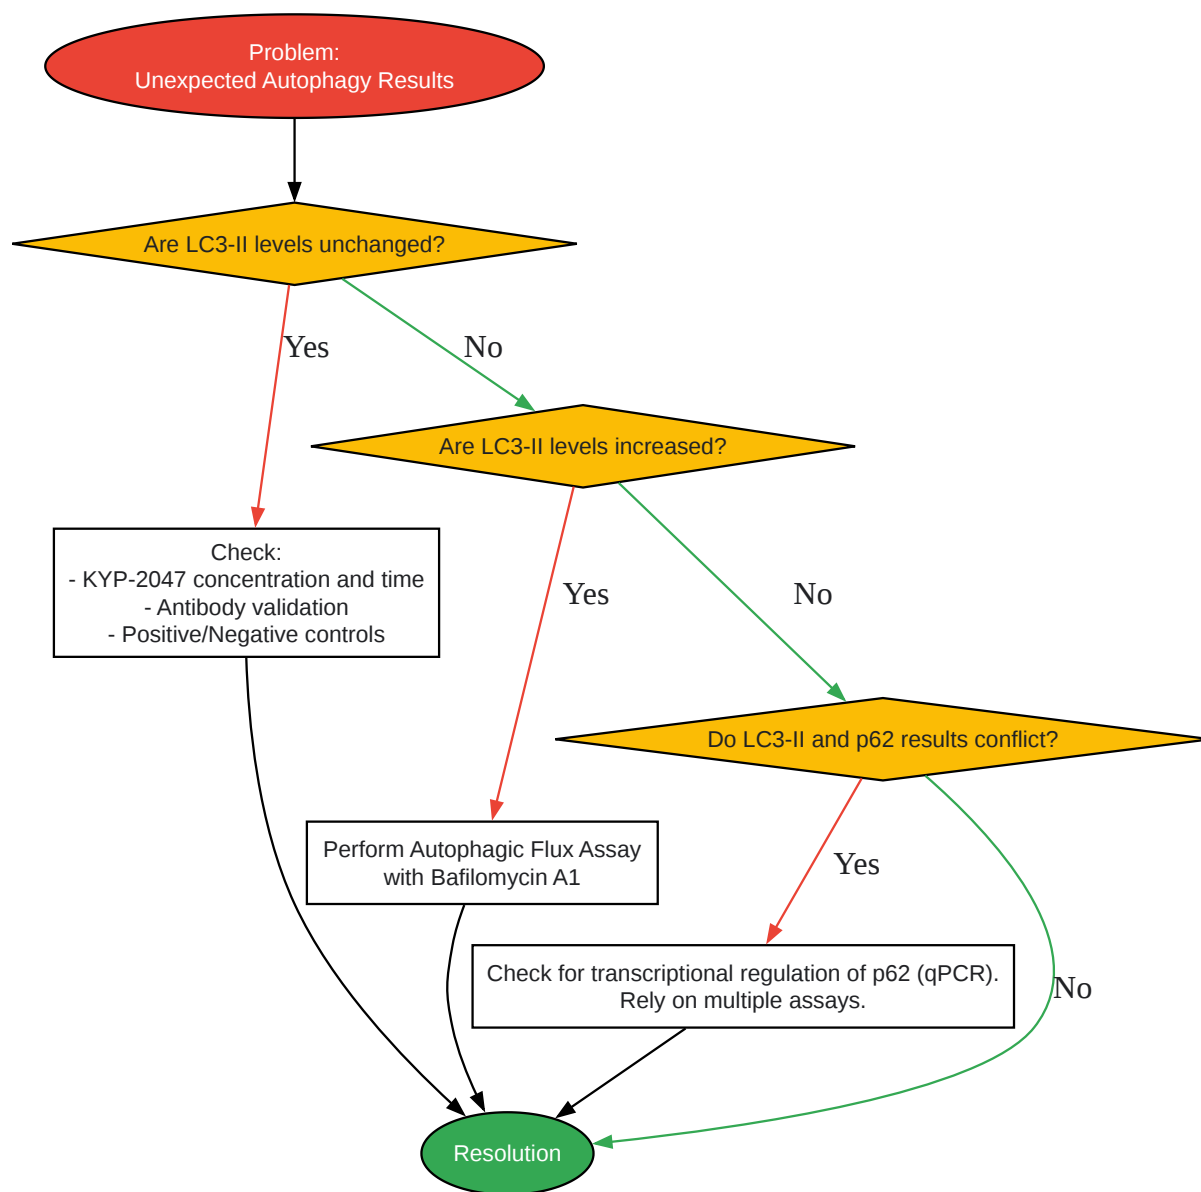 Problem:
Unexpected Autophagy Results
Are LC3-II levels unchanged?
Yes
No
Are LC3-II levels increased?
Check:
- KYP-2047 concentration and time
- Antibody validation
- Positive/Negative controls
Yes
No
Do LC3-II and p62 results conflict?
Perform Autophagic Flux Assay
with Bafilomycin A1
Yes
Check for transcriptional regulation of p62 (qPCR).
Rely on multiple assays.
No
Resolution